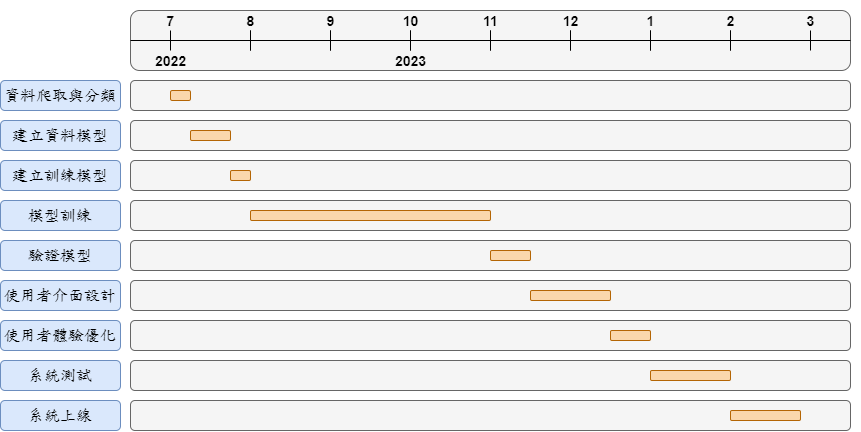 7 8 9 10 11 12 1 2 3
2022 2023
資料爬取與分類
建立資料模型
建立訓練模型
模型訓練
驗證模型
使用者介面設計
使用者體驗優化
系統測試
系統上線